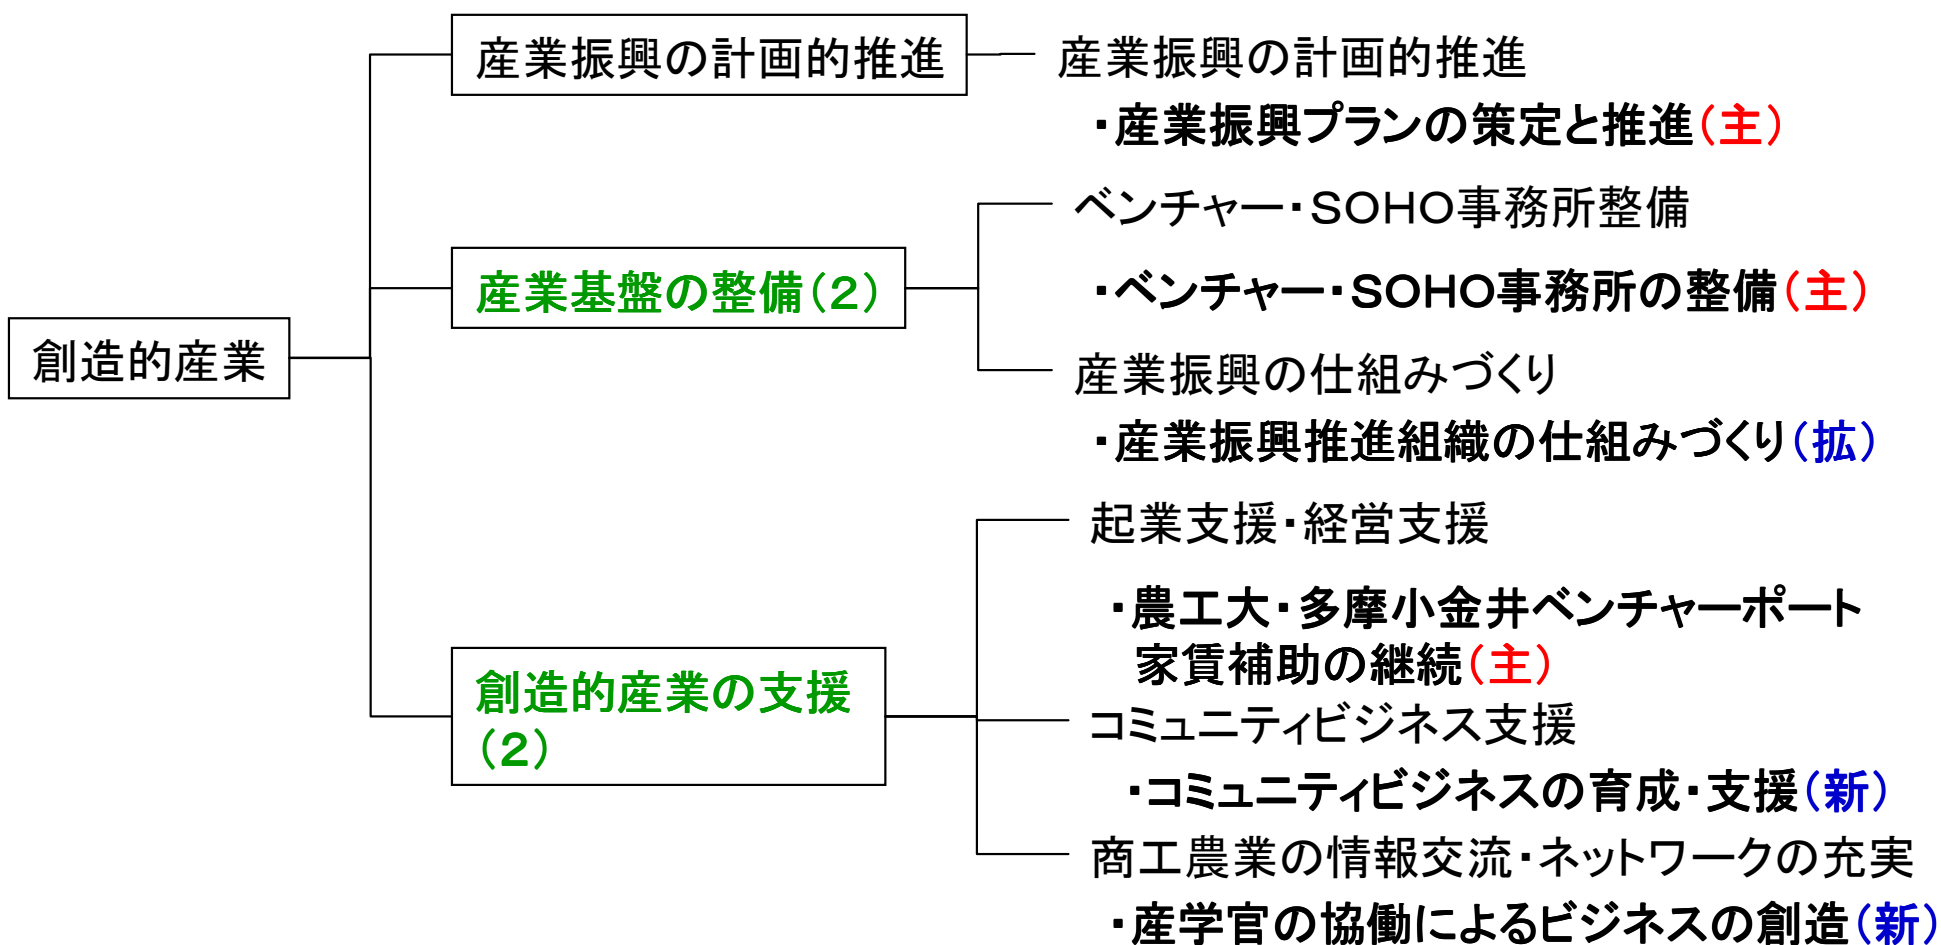 創造的産業
産業振興の計画的推進
産業振興の計画的推進
・産業振興プランの策定と推進(主)
産業基盤の整備(2)
ベンチャー・SOHO事務所整備
・ベンチャー・SOHO事務所の整備(主)
産業振興の仕組みづくり
・産業振興推進組織の仕組みづくり(拡)
創造的産業の支援
(2)
起業支援・経営支援
・農工大・多摩小金井ベンチャーポート
家賃補助の継続(主)
コミュニティビジネス支援
・コミュニティビジネスの育成・支援(新)
商工農業の情報交流・ネットワークの充実
・産学官の協働によるビジネスの創造(新)